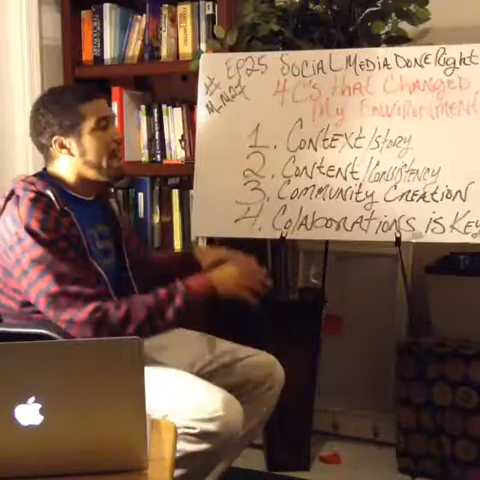 EP25 SOCIAL MEDIA DONE Right
4 C's that CHANGED
My ENVIRONMENT
1. CONTEXT/story
2. CONTENT/CONSISTENCY
3. COMMUNITY CREATION
4. COllABORATIONS is KEY